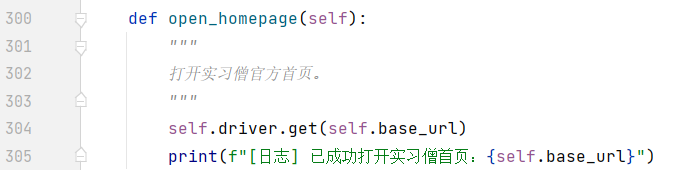 300 def open_homepage(self):
301 """
302 打开实习僧官方首页。
303 """
304 self.driver.get(self.base_url)
305 print(f"[日志] 已成功打开实习僧首页：{self.base_url}")